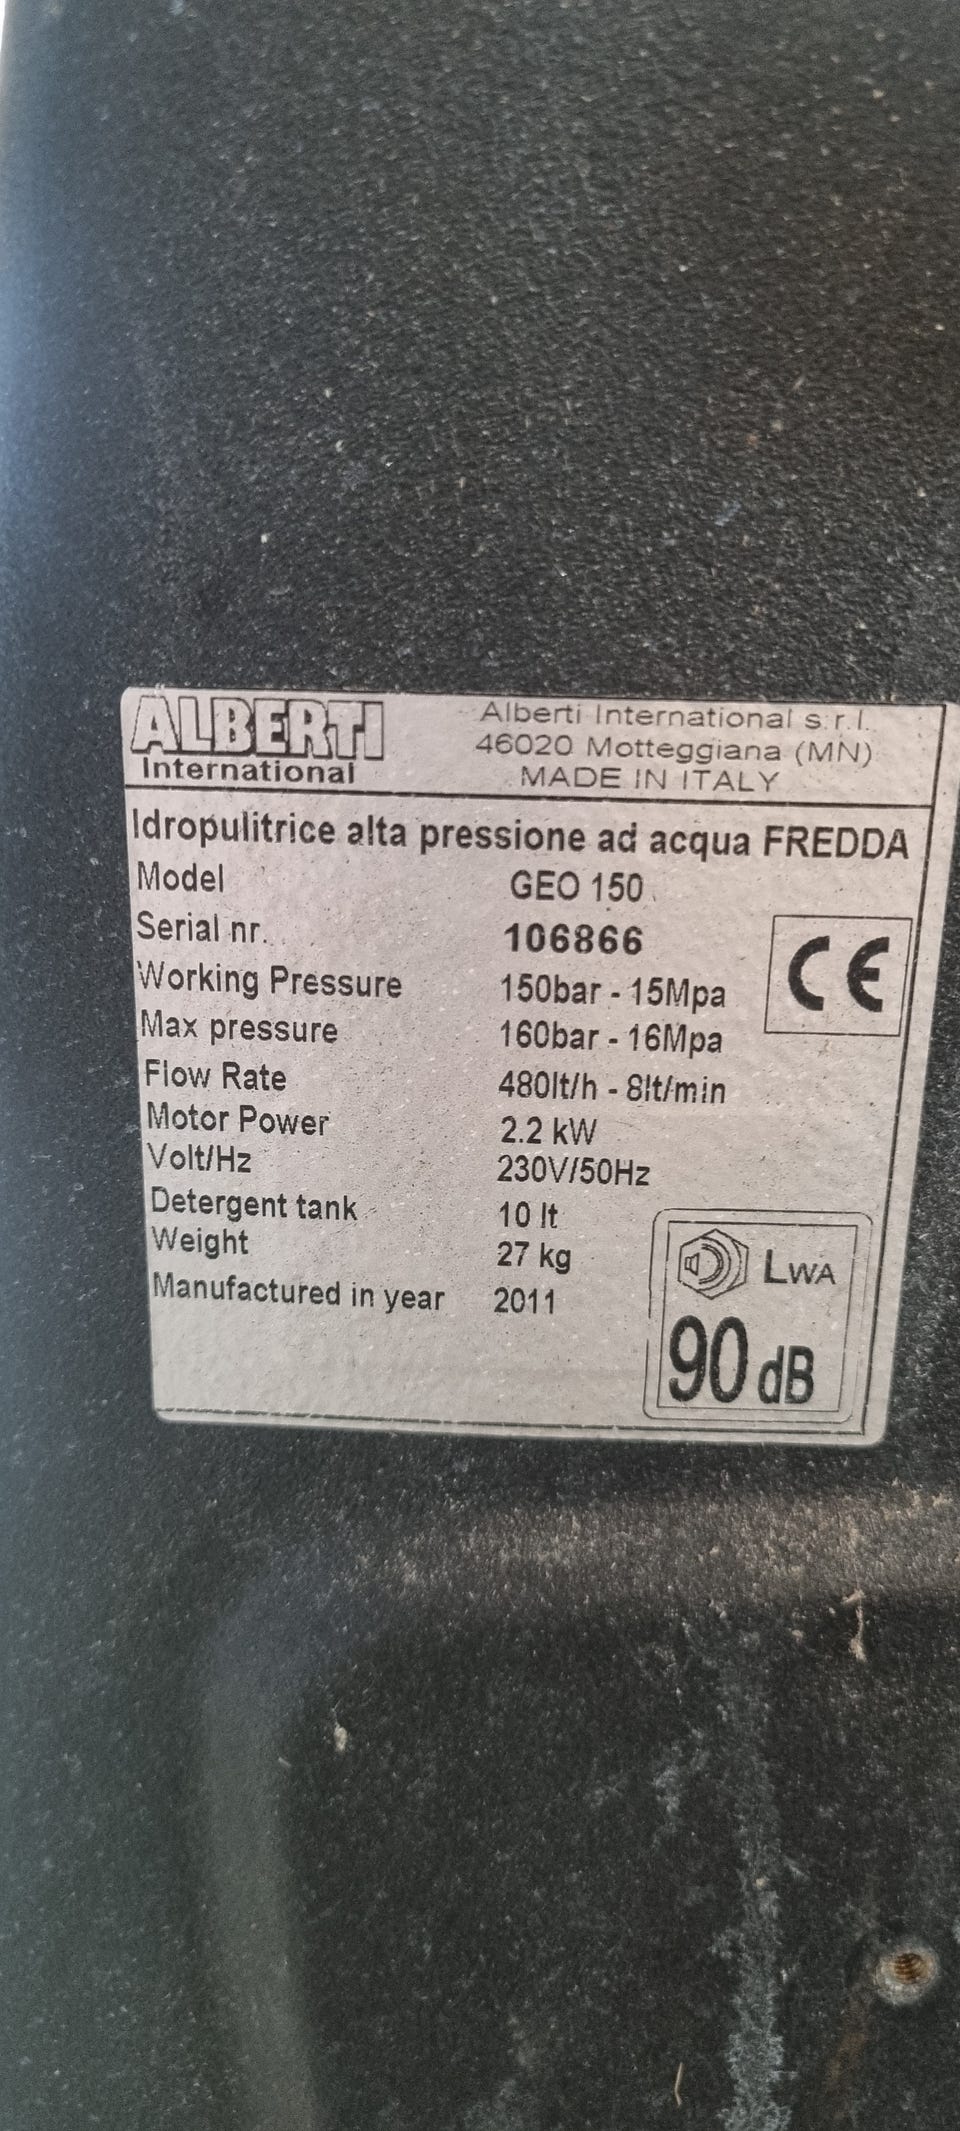 ALBERTI
International
Alberti International s.r.l.
46020 Motteggiana (MN)
MADE IN ITALY
Idropulitrice alta pressione ad acqua FREDDA
Model GEO 150
Serial nr. 106866
Working Pressure 150bar - 15Mpa
Max pressure 160bar - 16Mpa
Flow Rate 480lt/h - 8lt/min
Motor Power 2.2 kW
Volt/Hz 230V/50Hz
Detergent tank 10 lt
Weight 27 kg
Manufactured in year 2011
CE
LWA
90 dB